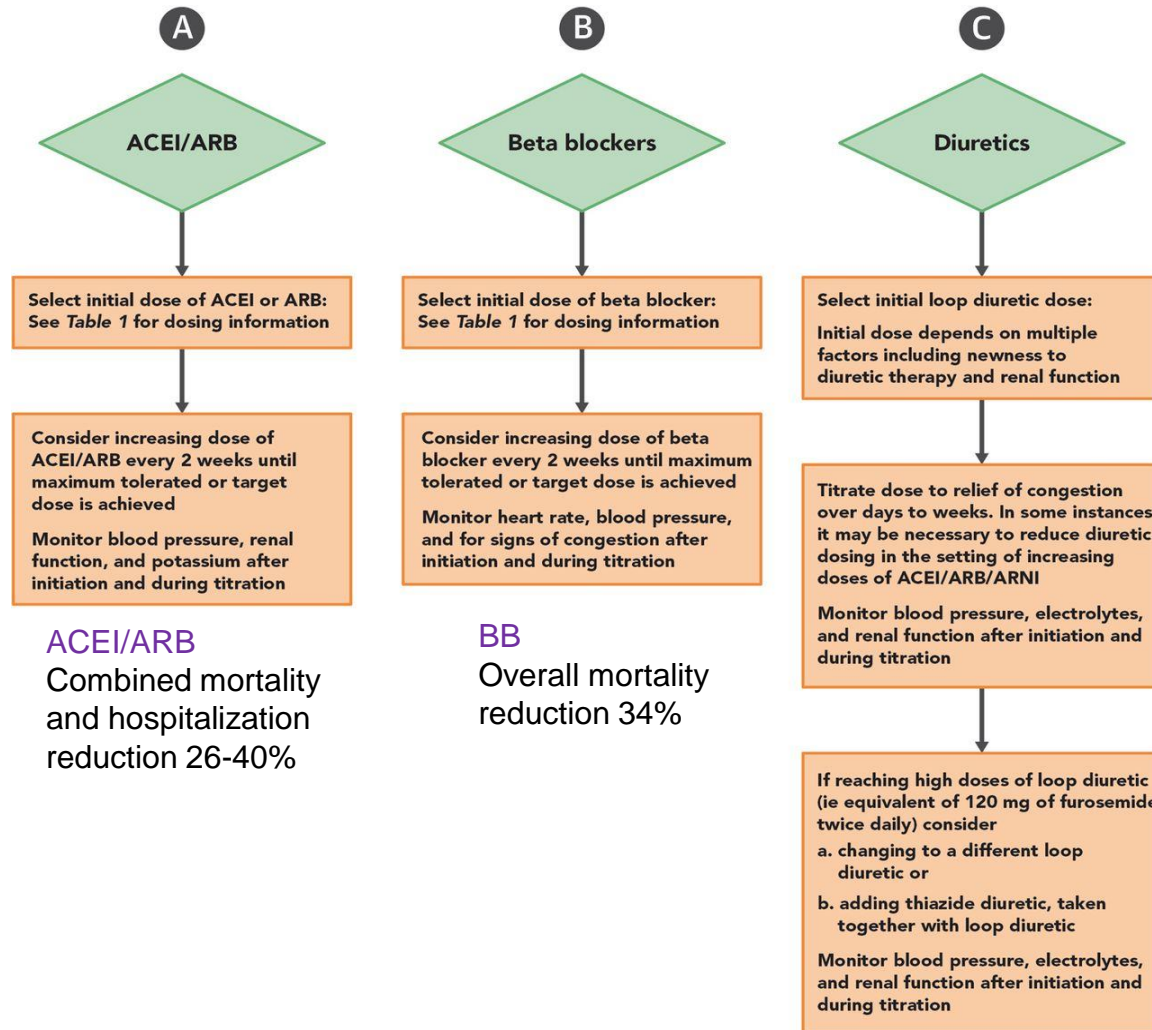 A
ACEI/ARB
Select initial dose of ACEI or ARB:
See Table 1 for dosing information
Consider increasing dose of
ACEI/ARB every 2 weeks until
maximum tolerated or target
dose is achieved
Monitor blood pressure, renal
function, and potassium after
initiation and during titration
ACEI/ARB
Combined mortality
and hospitalization
reduction 26-40%
B
Beta blockers
Select initial dose of beta blocker:
See Table 1 for dosing information
Consider increasing dose of beta
blocker every 2 weeks until maximum
tolerated or target dose is achieved
Monitor heart rate, blood pressure,
and for signs of congestion after
initiation and during titration
BB
Overall mortality
reduction 34%
C
Diuretics
Select initial loop diuretic dose:
Initial dose depends on multiple
factors including newness to
diuretic therapy and renal function
Titrate dose to relief of congestion
over days to weeks. In some instances
it may be necessary to reduce diuretic
dosing in the setting of increasing
doses of ACEI/ARB/ARNI
Monitor blood pressure, electrolytes,
and renal function after initiation and
during titration
If reaching high doses of loop diuretic
(ie equivalent of 120 mg of furosemide
twice daily) consider
a. changing to a different loop
diuretic or
b. adding thiazide diuretic, taken
together with loop diuretic
Monitor blood pressure, electrolytes,
and renal function after initiation and
during titration